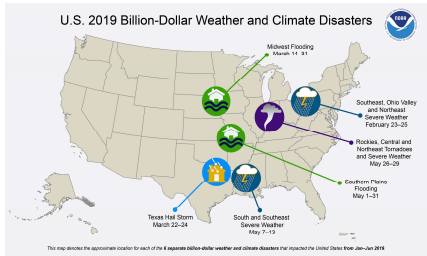 U.S. 2019 Billion-Dollar Weather and Climate Disasters
NOAA
Midwest Flooding
March 14–31
Southeast, Ohio Valley
and Northeast
Severe Weather
February 23–25
Rockies, Central and
Northeast Tornadoes
and Severe Weather
May 26–29
Southern Plains
Flooding
May 1–31
Texas Hail Storm
March 22–24
South and Southeast
Severe Weather
May 7–13
This map denotes the approximate location for each of the 6 separate billion-dollar weather and climate disasters that impacted the United States from Jan–Jun 2019.